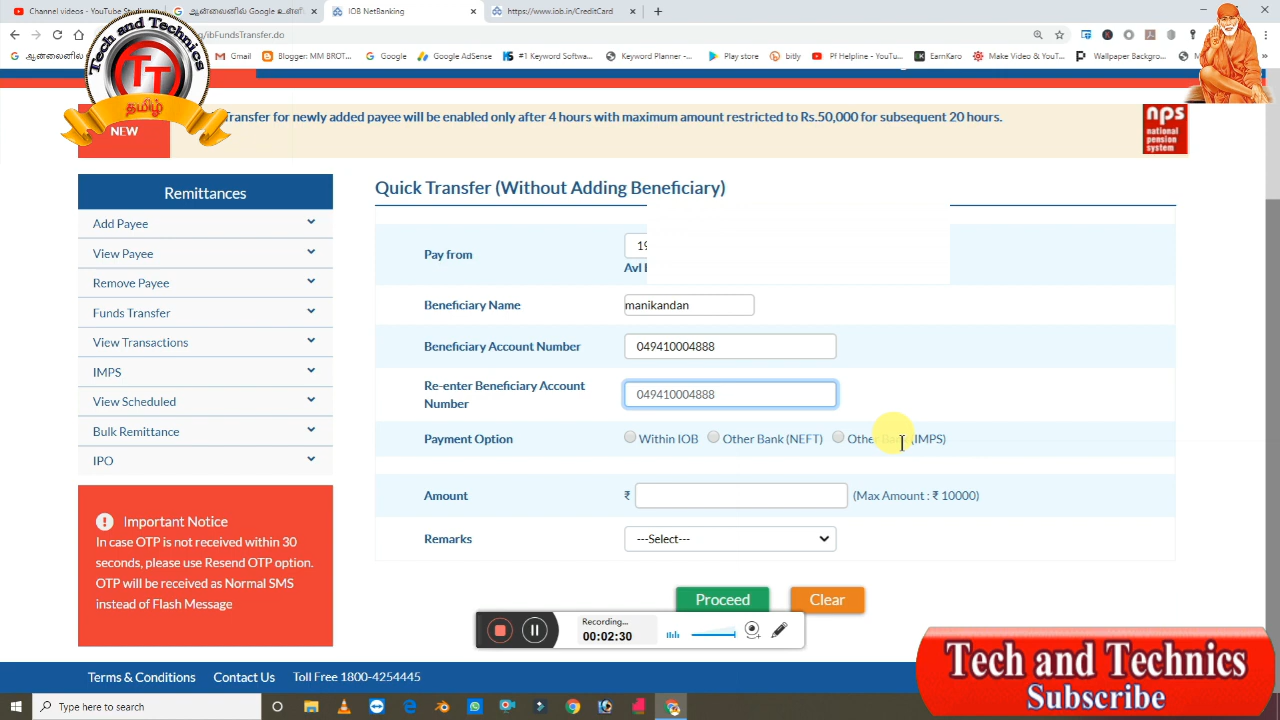 Channel videos - YouTube Studio
ஆன்லைனில் Google உள்ளி
IOB NetBanking
https://www.iob.in/CreditCard
/ibFundsTransfer.do
Gmail
Blogger: MM BROT...
Google
Google AdSense
#1 Keyword Softwa...
Keyword Planner -...
Play store
bitly
Pf Helpline - YouTu...
EarnKaro
Make Video & YouT...
Wallpaper Backgro...
Tech and Technics
TT
தமிழ்
NEW
Transfer for newly added payee will be enabled only after 4 hours with maximum amount restricted to Rs.50,000 for subsequent 20 hours.
nps
national
pension
system
Remittances
Add Payee
View Payee
Remove Payee
Funds Transfer
View Transactions
IMPS
View Scheduled
Bulk Remittance
IPO
Important Notice
In case OTP is not received within 30
seconds, please use Resend OTP option.
OTP will be received as Normal SMS
instead of Flash Message
Quick Transfer (Without Adding Beneficiary)
Pay from
19
Avl
Beneficiary Name
manikandan
Beneficiary Account Number
049410004888
Re-enter Beneficiary Account
Number
049410004888
Payment Option
Within IOB
Other Bank (NEFT)
Other Bank (IMPS)
Amount
₹
(Max Amount : ₹ 10000)
Remarks
---Select---
Proceed
Clear
Recording...
00:02:30
Terms & Conditions
Contact Us
Toll Free 1800-4254445
Tech and Technics
Subscribe
Type here to search